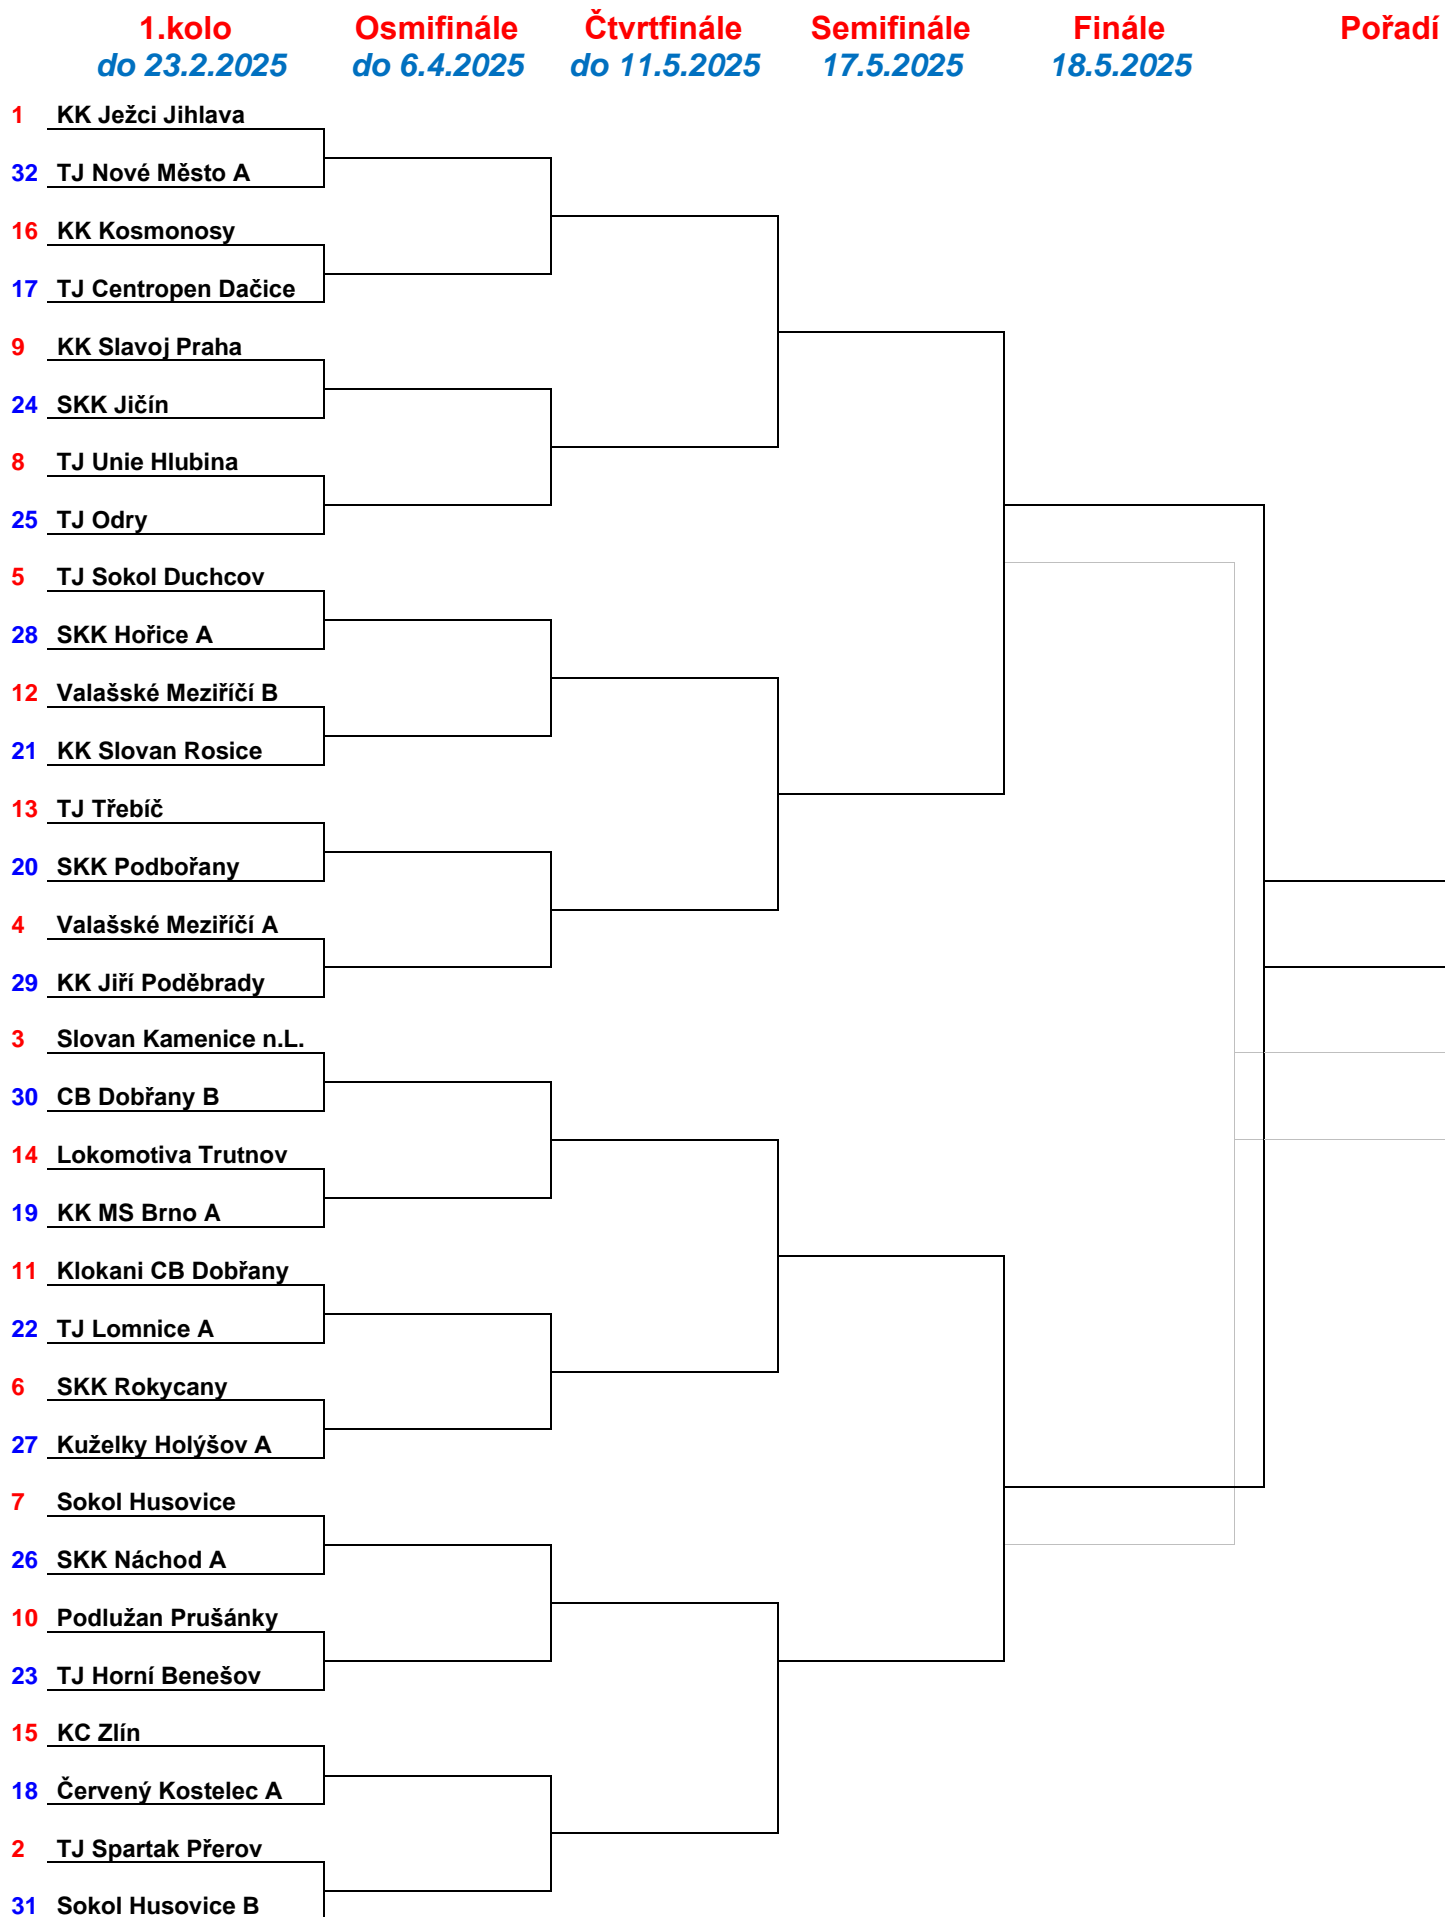 1.kolo Osmifinále Čtvrtfinále Semifinále Finále Pořadí
do 23.2.2025 do 6.4.2025 do 11.5.2025 17.5.2025 18.5.2025
1 KK Ježci Jihlava
32 TJ Nové Město A
16 KK Kosmonosy
17 TJ Centropen Dačice
9 KK Slavoj Praha
24 SKK Jičín
8 TJ Unie Hlubina
25 TJ Odry
5 TJ Sokol Duchcov
28 SKK Hořice A
12 Valašské Meziříčí B
21 KK Slovan Rosice
13 TJ Třebíč
20 SKK Podbořany
4 Valašské Meziříčí A
29 KK Jiří Poděbrady
3 Slovan Kamenice n.L.
30 CB Dobřany B
14 Lokomotiva Trutnov
19 KK MS Brno A
11 Klokani CB Dobřany
22 TJ Lomnice A
6 SKK Rokycany
27 Kuželky Holýšov A
7 Sokol Husovice
26 SKK Náchod A
10 Podlužan Prušánky
23 TJ Horní Benešov
15 KC Zlín
18 Červený Kostelec A
2 TJ Spartak Přerov
31 Sokol Husovice B